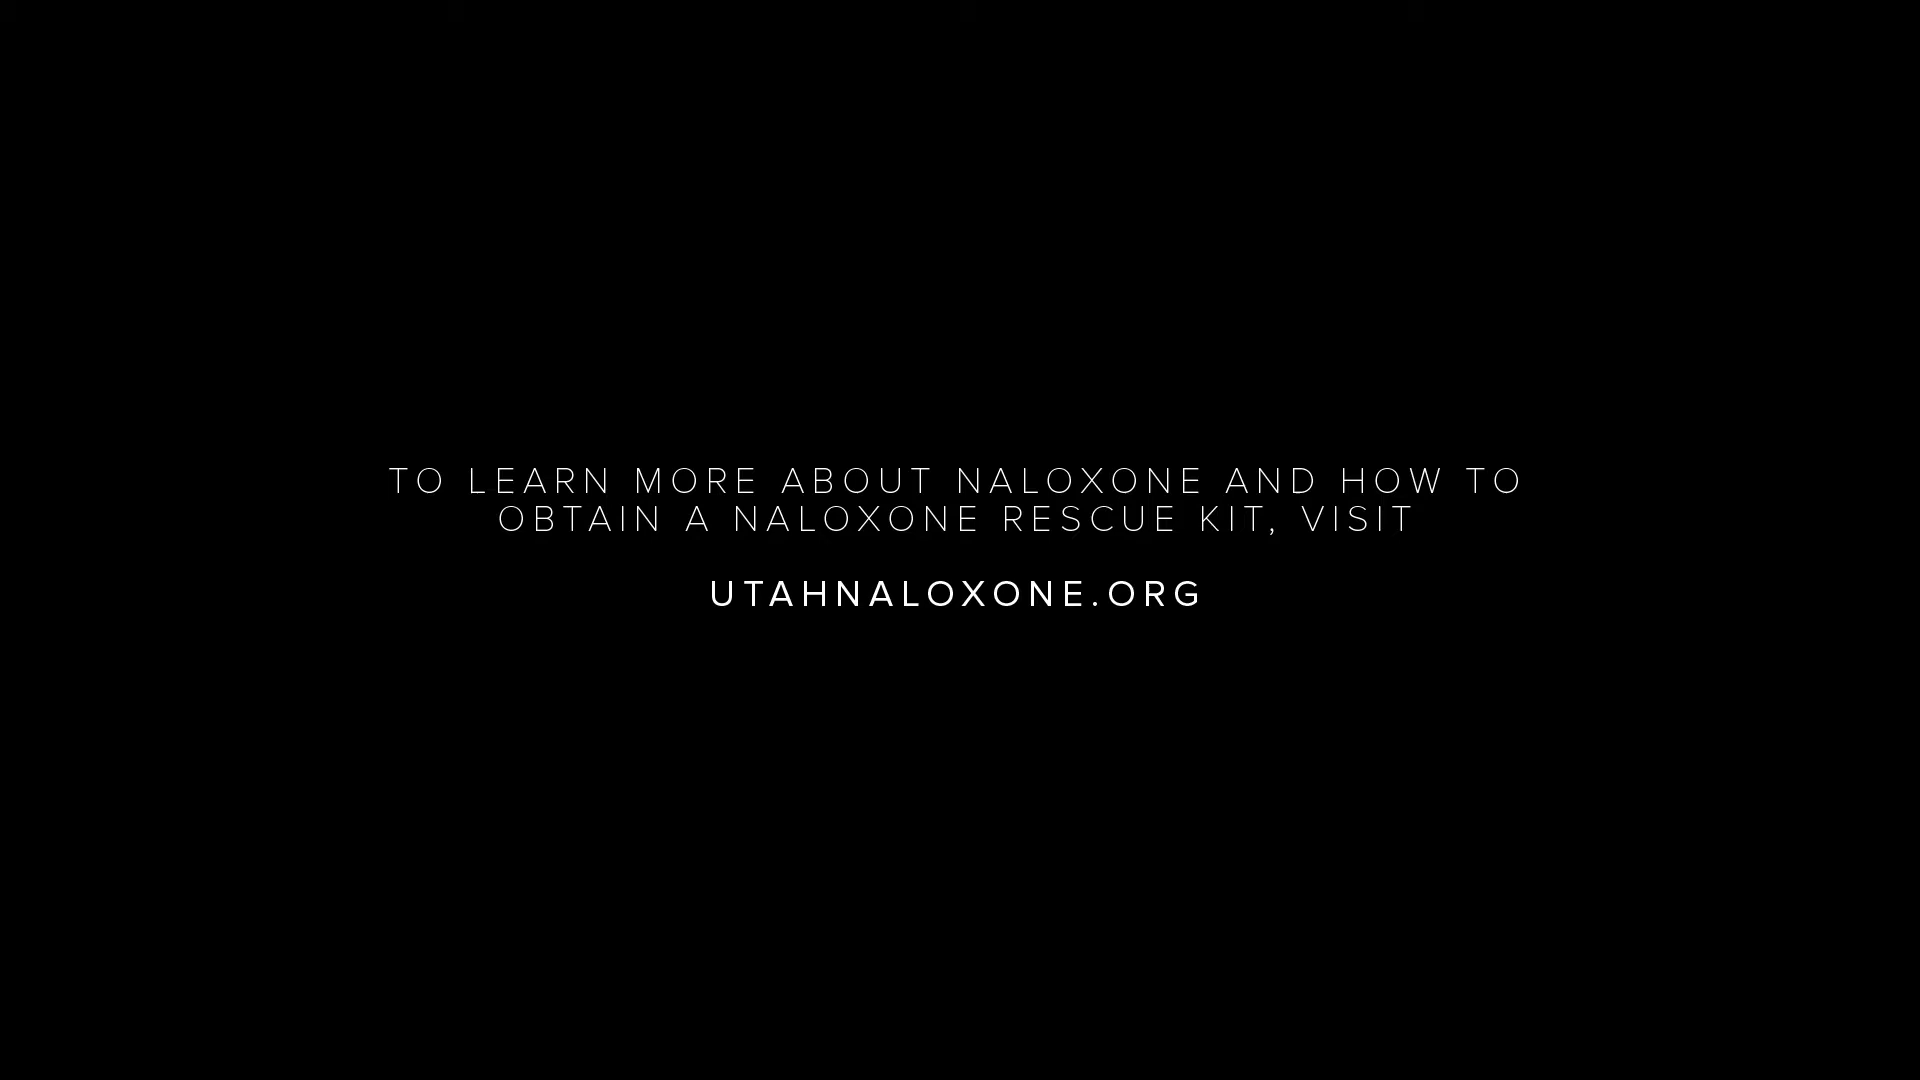 TO LEARN MORE ABOUT NALOXONE AND HOW TO
OBTAIN A NALOXONE RESCUE KIT, VISIT
UTAHNALOXONE.ORG